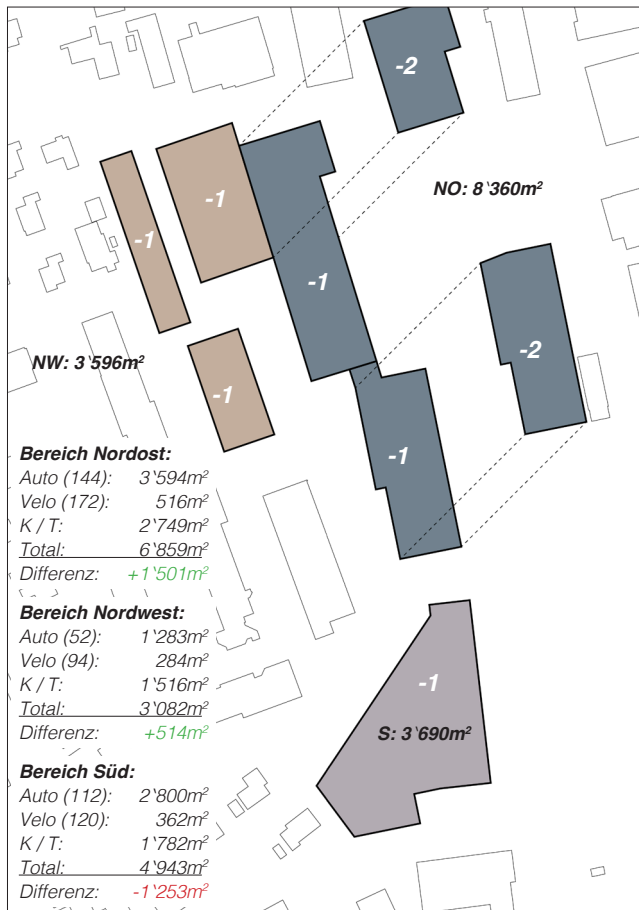 -2
NO: 8‵360m²
-1
-1
-1
-2
NW: 3‵596m²
-1
-1
Bereich Nordost:
Auto (144): 3‵594m²
Velo (172): 516m²
K / T: 2‵749m²
Total: 6‵859m²
Differenz: +1‵501m²
Bereich Nordwest:
Auto (52): 1‵283m²
Velo (94): 284m²
K / T: 1‵516m²
Total: 3‵082m²
Differenz: +514m²
-1
S: 3‵690m²
Bereich Süd:
Auto (112): 2‵800m²
Velo (120): 362m²
K / T: 1‵782m²
Total: 4‵943m²
Differenz: -1‵253m²